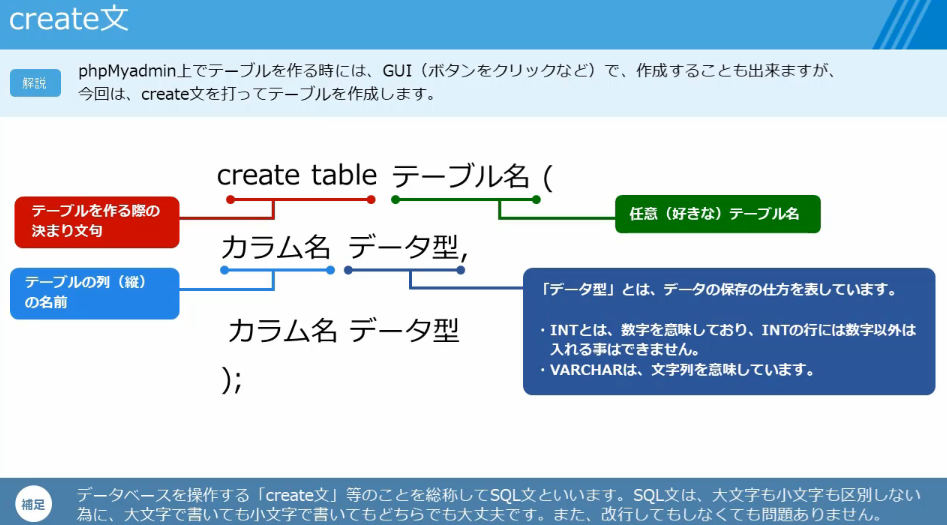 create文
解説
phpMyadmin上でテーブルを作る時には、GUI（ボタンをクリックなど）で、作成することも出来ますが、
今回は、create文を打ってテーブルを作成します。
create table テーブル名 (
テーブルを作る際の
決まり文句
任意（好きな）テーブル名
カラム名 データ型,
テーブルの列（縦）
の名前
「データ型」とは、データの保存の仕方を表しています。
・INTとは、数字を意味しており、INTの行には数字以外は
入れる事はできません。
・VARCHARは、文字列を意味しています。
カラム名 データ型
);
補足
データベースを操作する「create文」等のことを総称してSQL文といいます。SQL文は、大文字も小文字も区別しない
為に、大文字で書いても小文字で書いてもどちらでも大丈夫です。また、改行してもしなくても問題ありません。